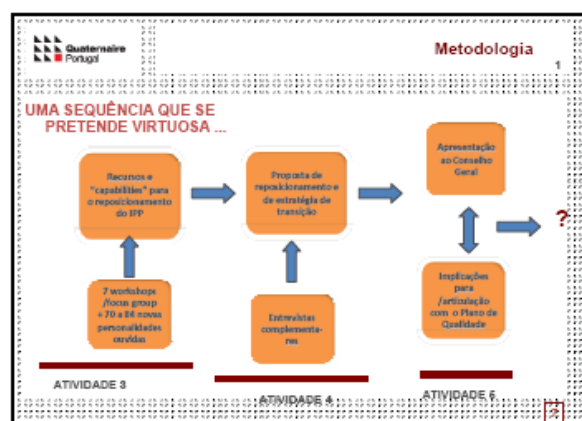 Quaternaire
Portugal
Metodologia
1
UMA SEQUÊNCIA QUE SE
PRETENDE VIRTUOSA ...
Recursos e
"capabilities" para
o reposicionamento
do IPP
Proposta de
reposicionamento e
de estratégia de
transição
Apresentação
ao Conselho
Geral
?
7 workshops
/focus group
+ 70 a 86 novas
personalidades
ouvidas
Entrevistas
complementa-
res
Implicações
para
/articulação
com o Plano de
Qualidade
ATIVIDADE 3
ATIVIDADE 4
ATIVIDADE 5
?